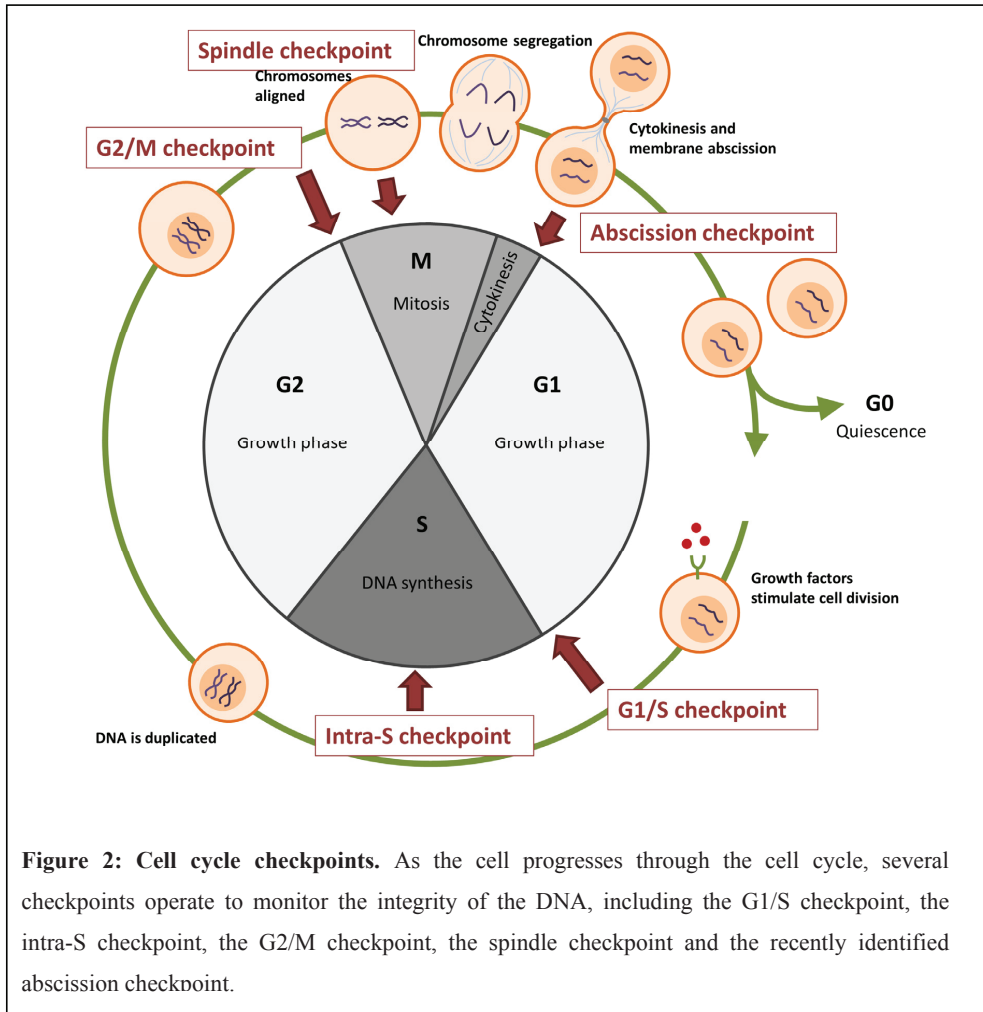 Spindle checkpoint
Chromosomes
aligned
Chromosome segregation
Cytokinesis and
membrane abscission
G2/M checkpoint
Abscission checkpoint
M
Mitosis
Cytokinesis
G2
Growth phase
G1
Growth phase
G0
Quiescence
S
DNA synthesis
Growth factors
stimulate cell division
G1/S checkpoint
Intra-S checkpoint
DNA is duplicated
Figure 2: Cell cycle checkpoints. As the cell progresses through the cell cycle, several
checkpoints operate to monitor the integrity of the DNA, including the G1/S checkpoint, the
intra-S checkpoint, the G2/M checkpoint, the spindle checkpoint and the recently identified
abscission checkpoint.